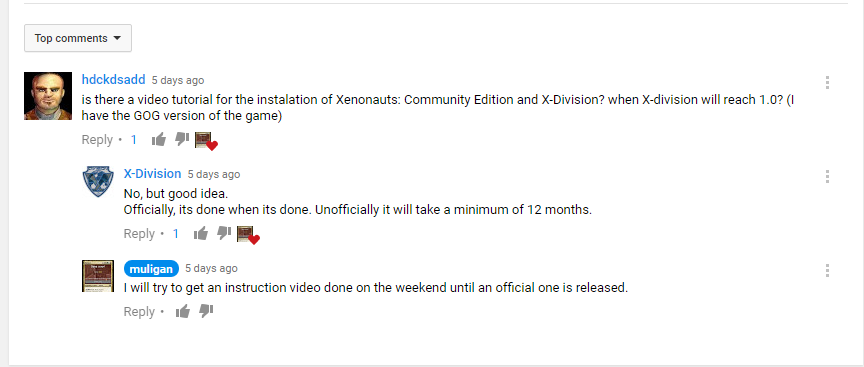 Top comments
hdckdsadd 5 days ago
is there a video tutorial for the instalation of Xenonauts: Community Edition and X-Division? when X-division will reach 1.0? (I
have the GOG version of the game)
Reply • 1
X-Division 5 days ago
No, but good idea.
Officially, its done when its done. Unofficially it will take a minimum of 12 months.
Reply • 1
muligan 5 days ago
I will try to get an instruction video done on the weekend until an official one is released.
Reply •